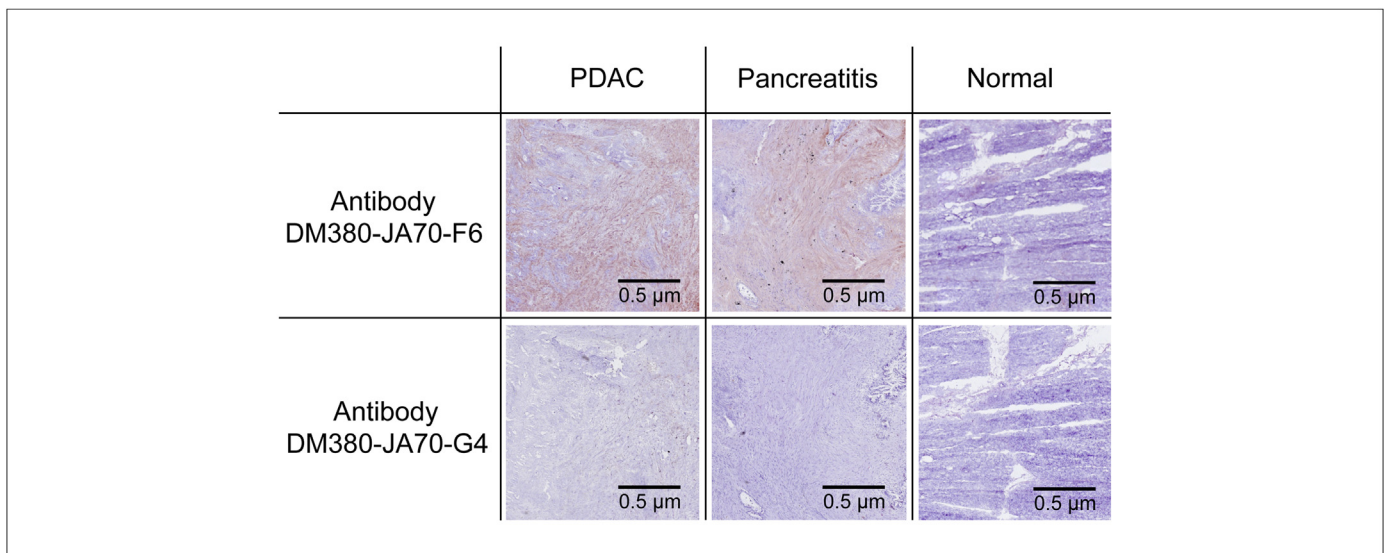 PDAC Pancreatitis Normal
Antibody
DM380-JA70-F6
0.5 µm 0.5 µm 0.5 µm
Antibody
DM380-JA70-G4
0.5 µm 0.5 µm 0.5 µm